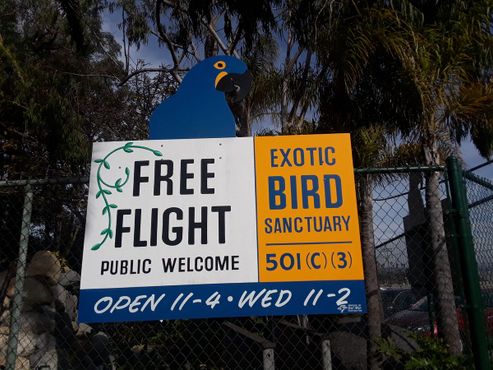 FREE
FLIGHT
PUBLIC WELCOME
EXOTIC
BIRD
SANCTUARY
501(C)(3)
OPEN 11-4 • WED 11-2